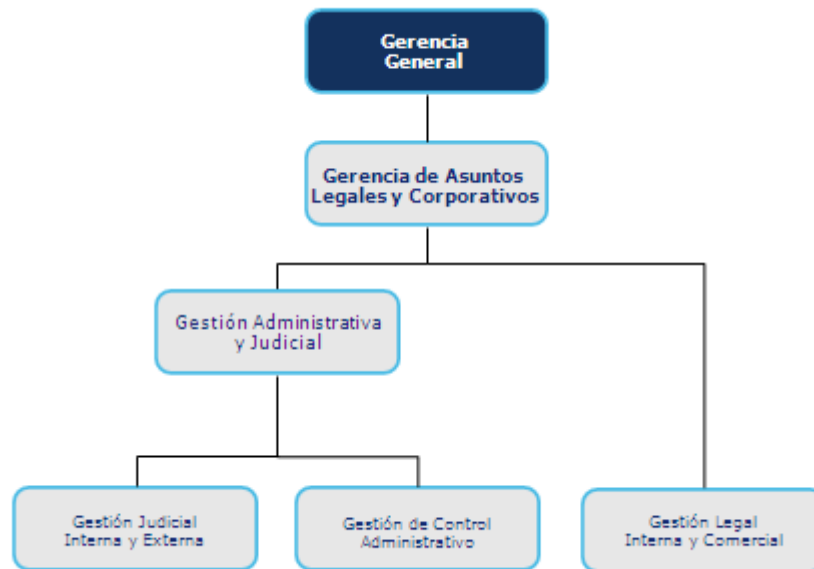 Gerencia
General
Gerencia de Asuntos
Legales y Corporativos
Gestión Administrativa
y Judicial
Gestión Judicial
Interna y Externa
Gestión de Control
Administrativo
Gestión Legal
Interna y Comercial